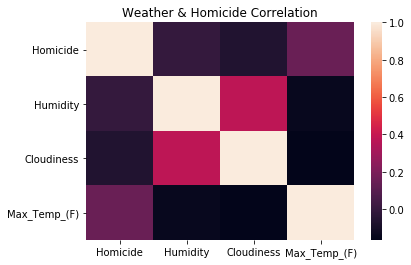 Weather & Homicide Correlation
Homicide
Humidity
Cloudiness
Max_Temp_(F)
Homicide Humidity Cloudiness Max_Temp_(F)
1.0
0.8
0.6
0.4
0.2
0.0